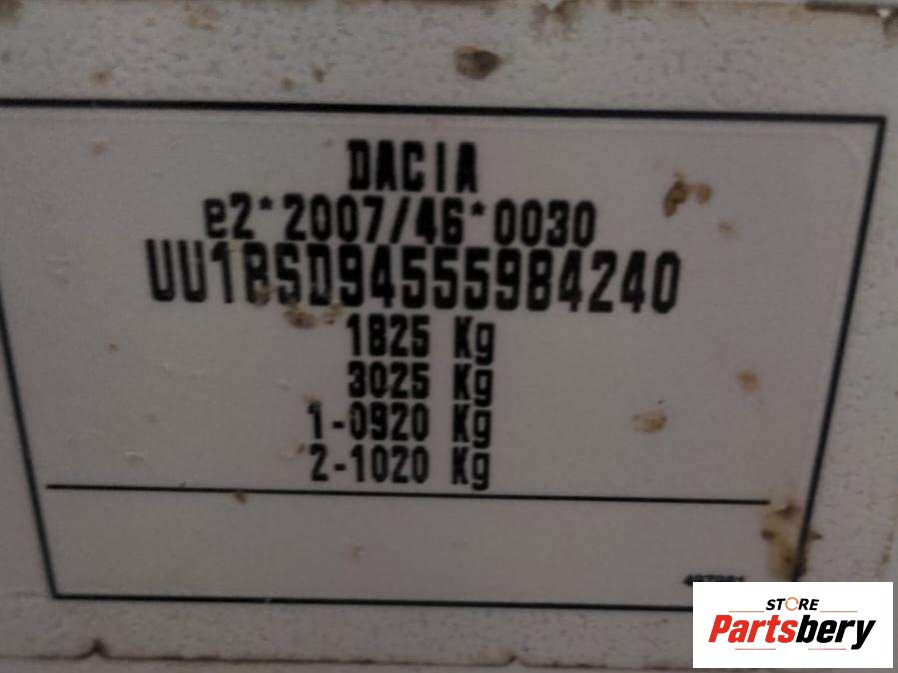 DACIA
e2*2007/46*0030
UU1BSD94555984240
1825 Kg
3025 Kg
1-0920 Kg
2-1020 Kg
STORE
Partsbery